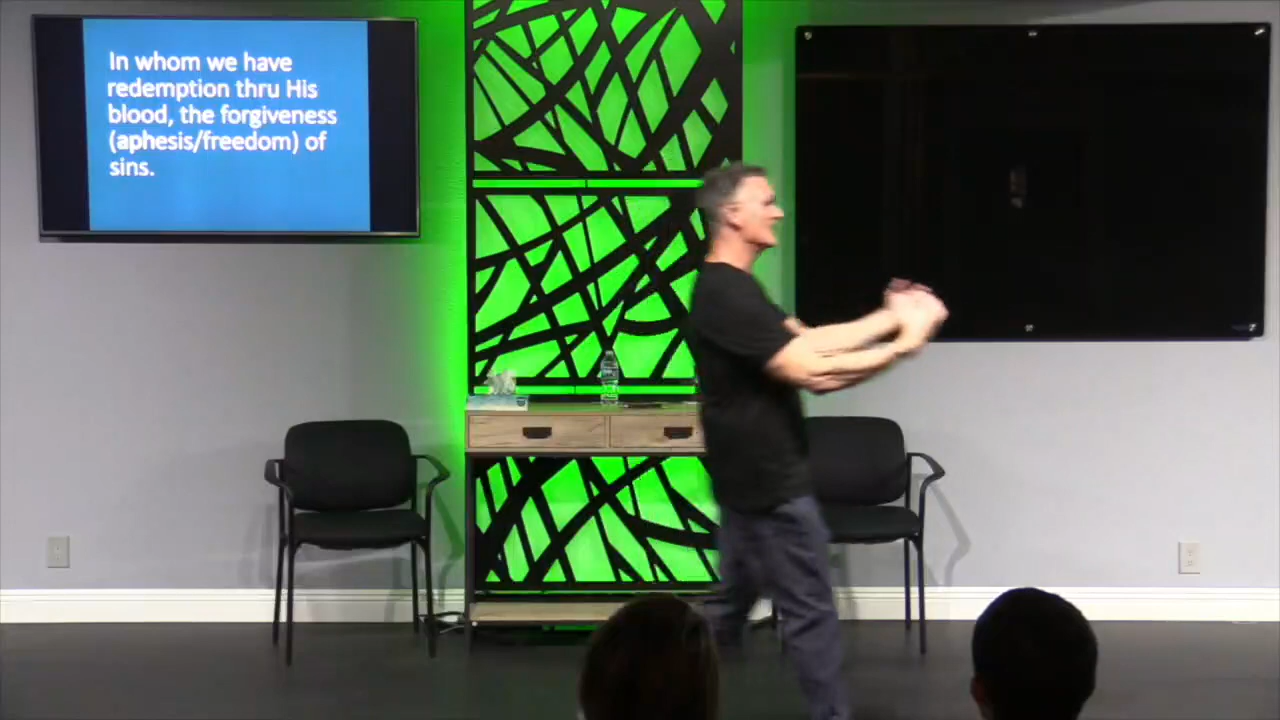 In whom we have
redemption thru His
blood, the forgiveness
(aphesis/freedom) of
sins.